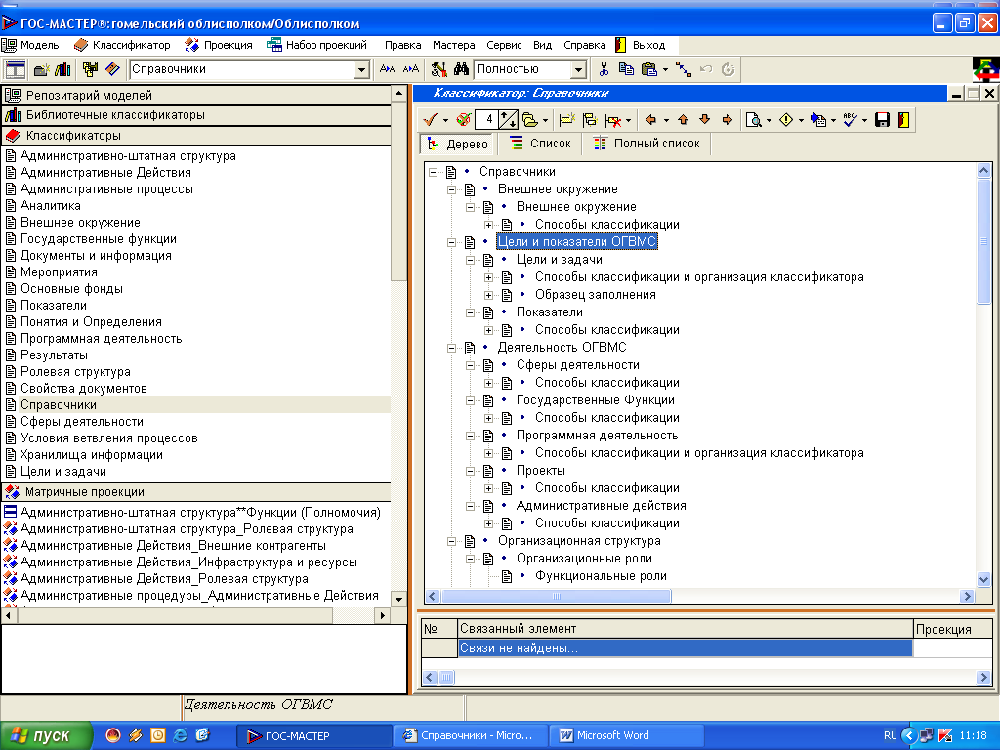 ГОС-МАСТЕР®:гомельский облисполком/Облисполком
Модель Классификатор Проекция Набор проекций Правка Мастера Сервис Вид Справка Выход
Справочники
Полностью
Репозитарий моделей
Библиотечные классификаторы
Классификаторы
Административно-штатная структура
Административные Действия
Административные процессы
Аналитика
Внешнее окружение
Государственные функции
Документы и информация
Мероприятия
Основные фонды
Показатели
Понятия и Определения
Программная деятельность
Результаты
Ролевая структура
Свойства документов
Справочники
Сферы деятельности
Условия ветвления процессов
Хранилища информации
Цели и задачи
Матричные проекции
Административно-штатная структура**Функции (Полномочия)
Административно-штатная структура_Ролевая структура
Административные Действия_Внешние контрагенты
Административные Действия_Инфраструктура и ресурсы
Административные Действия_Ролевая структура
Административные процедуры_Административные Действия
Классификатор: Справочники
4
ABC
Дерево Список Полный список
Справочники
Внешнее окружение
Внешнее окружение
Способы классификации
Цели и показатели ОГВМС
Цели и задачи
Способы классификации и организация классификатора
Образец заполнения
Показатели
Способы классификации
Деятельность ОГВМС
Сферы деятельности
Способы классификации
Государственные Функции
Способы классификации
Программная деятельность
Способы классификации и организация классификатора
Проекты
Способы классификации
Административные действия
Способы классификации
Организационная структура
Организационные роли
Функциональные роли
№ Связанный элемент Проекция
Связи не найдены...
Деятельность ОГВМС
пуск ГОС-МАСТЕР Справочники - Micro... Microsoft Word RL 11:18